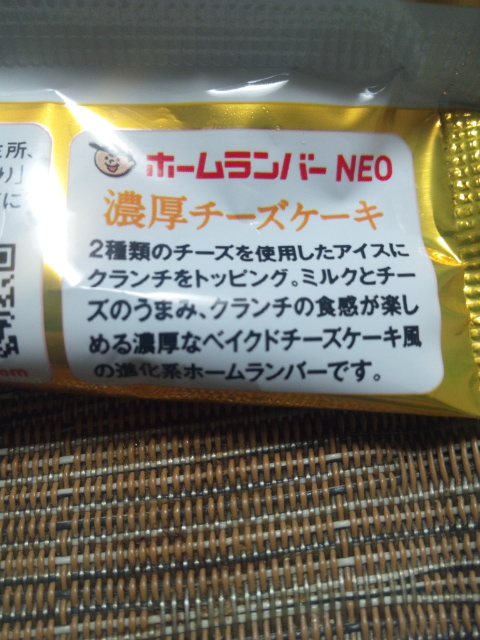 ホームランバー NEO
濃厚チーズケーキ
2種類のチーズを使用したアイスに
クランチをトッピング。ミルクとチー
ズのうまみ、クランチの食感が楽し
める濃厚なベイクドチーズケーキ風
の進化系ホームランバーです。
所、
り」
に
om